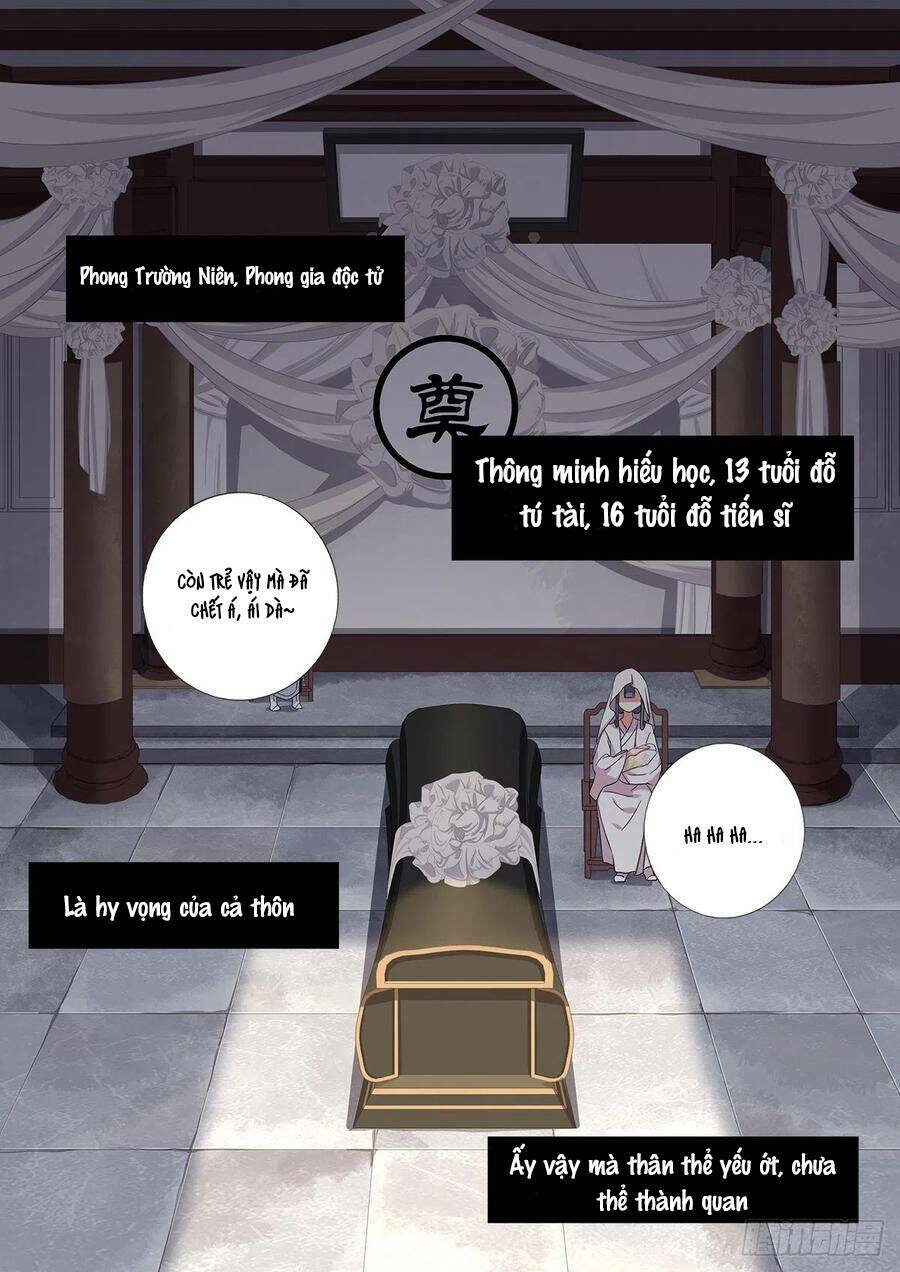 Phong Trường Niên, Phong gia độc tử
奠
Thông minh hiếu học, 13 tuổi đỗ
tú tài, 16 tuổi đỗ tiến sĩ
CÒN TRẺ VẬY MÀ ĐÃ
CHẾT Á, ÁI DÀ~
HA HA HA...
Là hy vọng của cả thôn
Ấy vậy mà thân thể yếu ớt, chưa
thể thành quan